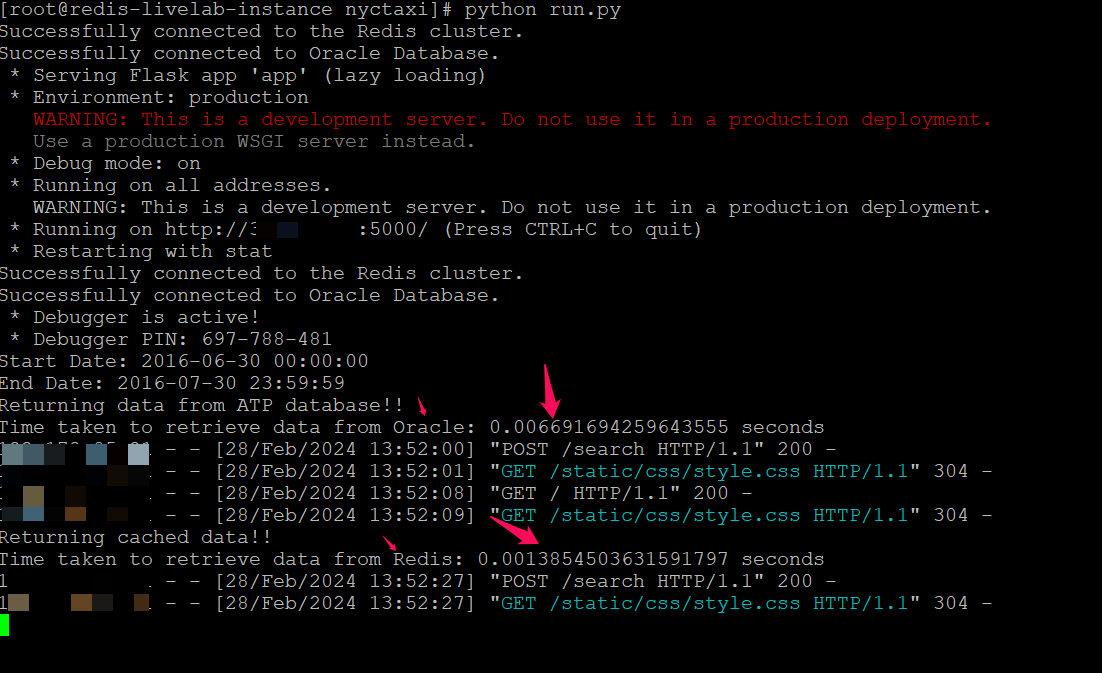 [root@redis-livelab-instance nyctaxi]# python run.py
Successfully connected to the Redis cluster.
Successfully connected to Oracle Database.
 * Serving Flask app 'app' (lazy loading)
 * Environment: production
   WARNING: This is a development server. Do not use it in a production deployment.
   Use a production WSGI server instead.
 * Debug mode: on
 * Running on all addresses.
   WARNING: This is a development server. Do not use it in a production deployment.
 * Running on http:// :5000/ (Press CTRL+C to quit)
 * Restarting with stat
Successfully connected to the Redis cluster.
Successfully connected to Oracle Database.
 * Debugger is active!
 * Debugger PIN: 697-788-481
Start Date: 2016-06-30 00:00:00
End Date: 2016-07-30 23:59:59
Returning data from ATP database!!
Time taken to retrieve data from Oracle: 0.006691694259643555 seconds
- - [28/Feb/2024 13:52:00] "POST /search HTTP/1.1" 200 -
- - [28/Feb/2024 13:52:01] "GET /static/css/style.css HTTP/1.1" 304 -
- - [28/Feb/2024 13:52:08] "GET / HTTP/1.1" 200 -
- - [28/Feb/2024 13:52:09] "GET /static/css/style.css HTTP/1.1" 304 -
Returning cached data!!
Time taken to retrieve data from Redis: 0.0013854503631591797 seconds
- - [28/Feb/2024 13:52:27] "POST /search HTTP/1.1" 200 -
- - [28/Feb/2024 13:52:27] "GET /static/css/style.css HTTP/1.1" 304 -